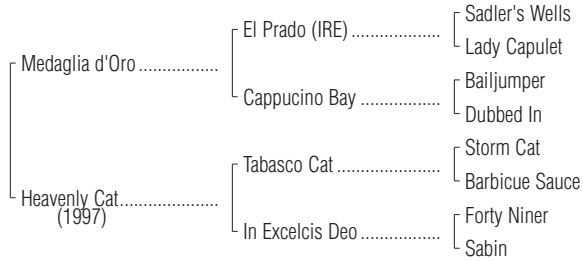 Sadler's Wells
El Prado (IRE) ..................
Lady Capulet
Medaglia d'Oro ................
Bailjumper
Cappucino Bay ................
Dubbed In
Storm Cat
Tabasco Cat .....................
Barbicue Sauce
Heavenly Cat....................
(1997)
Forty Niner
In Excelcis Deo ................
Sabin